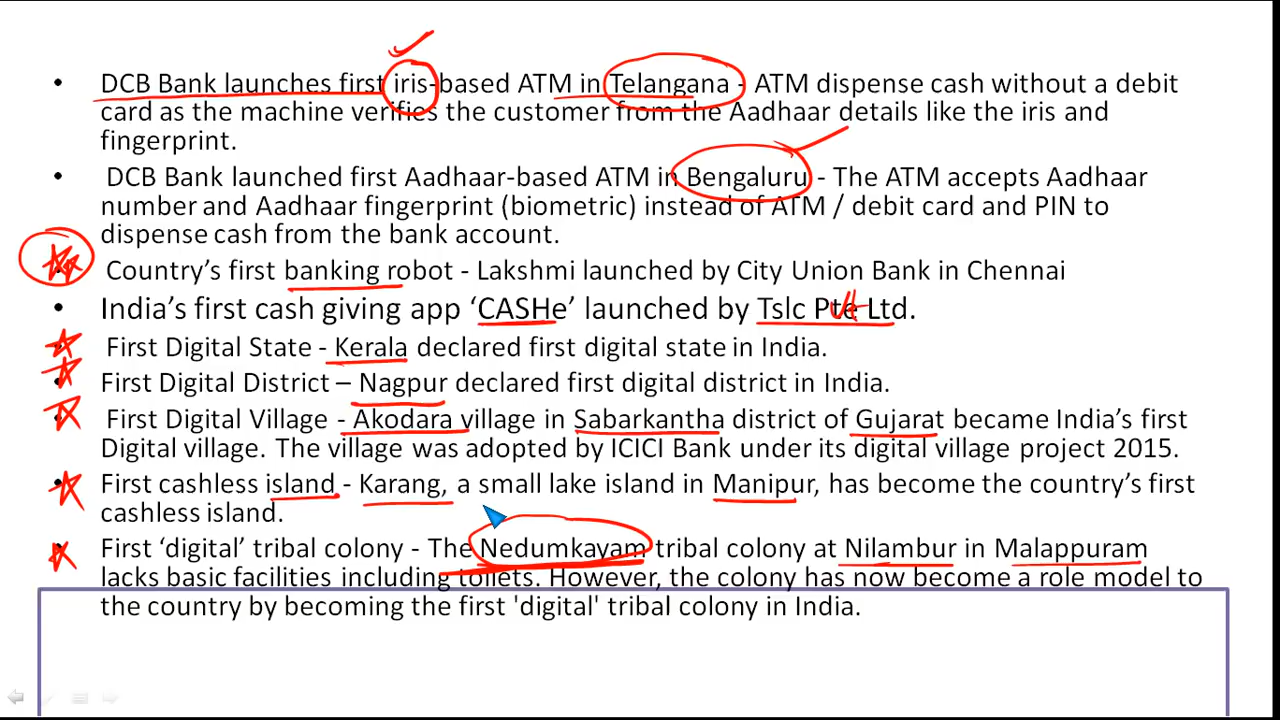 • DCB Bank launches first iris-based ATM in Telangana - ATM dispense cash without a debit
card as the machine verifies the customer from the Aadhaar details like the iris and
fingerprint.
• DCB Bank launched first Aadhaar-based ATM in Bengaluru - The ATM accepts Aadhaar
number and Aadhaar fingerprint (biometric) instead of ATM / debit card and PIN to
dispense cash from the bank account.
• Country’s first banking robot - Lakshmi launched by City Union Bank in Chennai
• India’s first cash giving app ‘CASHe’ launched by Tslc Pte Ltd.
• First Digital State - Kerala declared first digital state in India.
• First Digital District – Nagpur declared first digital district in India.
• First Digital Village - Akodara village in Sabarkantha district of Gujarat became India’s first
Digital village. The village was adopted by ICICI Bank under its digital village project 2015.
• First cashless island - Karang, a small lake island in Manipur, has become the country’s first
cashless island.
• First ‘digital’ tribal colony - The Nedumkayam tribal colony at Nilambur in Malappuram
lacks basic facilities including toilets. However, the colony has now become a role model to
the country by becoming the first 'digital' tribal colony in India.